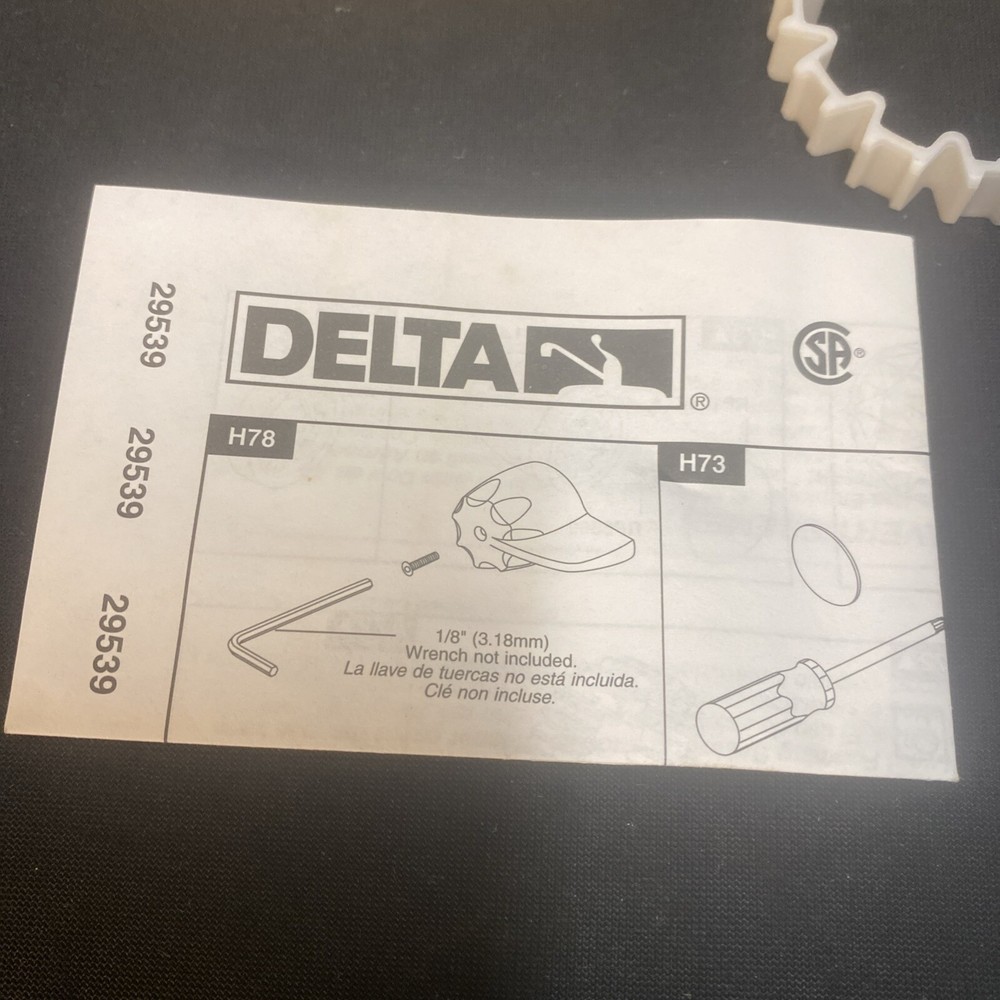 29539
29539
29539
DELTA
®
SA®
H78
H73
1/8" (3.18mm)
Wrench not included.
La llave de tuercas no está incluida.
Clé non incluse.